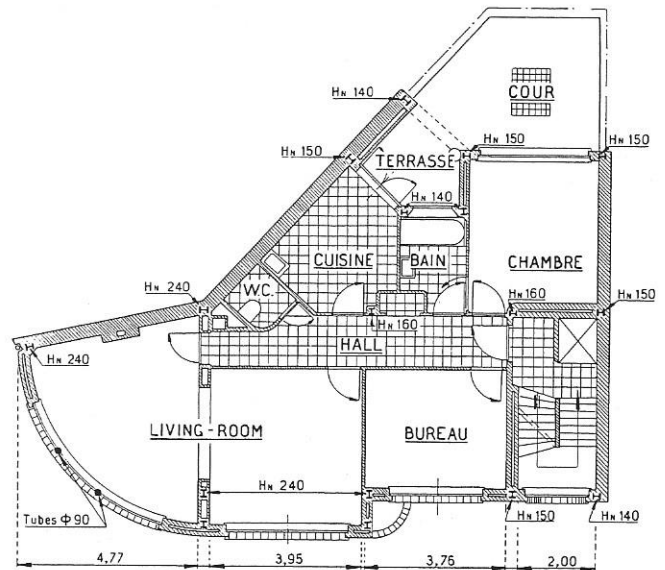 COUR
HN 140
HN 150
HN 150
HN 150
TERRASSE
HN 140
CUISINE
BAIN
CHAMBRE
W.C.
HN 240
HN 160
HN 150
HN 160
HALL
HN 240
LIVING-ROOM
BUREAU
HN 240
Tubes Φ 90
HN 150
HN 140
4,77
3,95
3,76
2,00